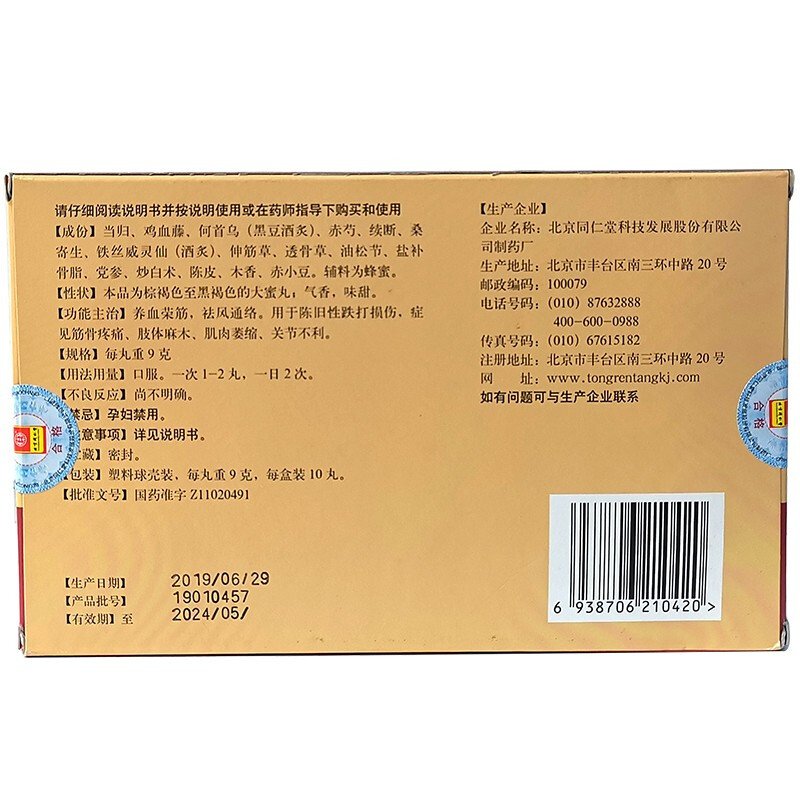 请仔细阅读说明书并按说明使用或在药师指导下购买和使用
【成份】当归、鸡血藤、何首乌（黑豆酒炙）、赤芍、续断、桑
寄生、铁丝威灵仙（酒炙）、伸筋草、透骨草、油松节、盐补
骨脂、党参、炒白术、陈皮、木香、赤小豆。辅料为蜂蜜。
【性状】本品为棕褐色至黑褐色的大蜜丸；气香，味甜。
【功能主治】养血荣筋，祛风通络。用于陈旧性跌打损伤，症
见筋骨疼痛、肢体麻木、肌肉萎缩、关节不利。
【规格】每丸重9克
【用法用量】口服。一次1-2丸，一日2次。
【不良反应】尚不明确。
禁忌】孕妇禁用。
意事项】详见说明书。
藏】密封。
包装】塑料球壳装，每丸重9克，每盒装10丸。
【批准文号】国药准字Z11020491
【生产日期】 2019/06/29
【产品批号】 19010457
【有效期】至 2024/05/
【生产企业】
企业名称：北京同仁堂科技发展股份有限公
司制药厂
生产地址：北京市丰台区南三环中路20号
邮政编码：100079
电话号码：(010) 87632888
400-600-0988
传真号码：(010) 67615182
注册地址：北京市丰台区南三环中路20号
网 址：www.tongrentangkj.com
如有问题可与生产企业联系
6 938706 210420 >
合格
合格